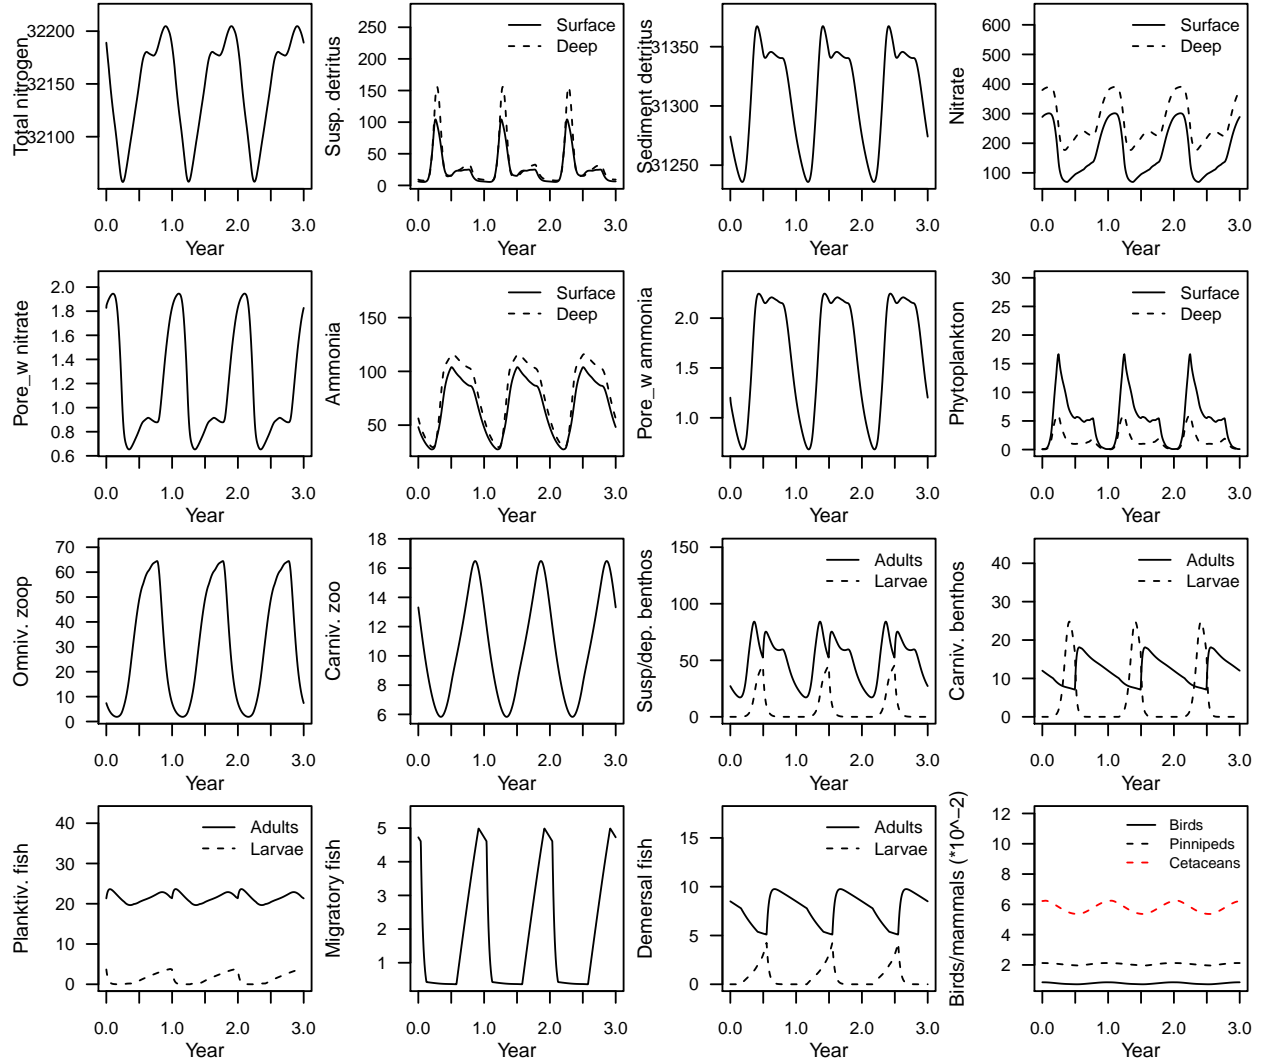 Total nitrogen
32200
32150
32100
0.0 1.0 2.0 3.0
Year
Susp. detritus
250
200
150
100
50
0
Surface
Deep
0.0 1.0 2.0 3.0
Year
Sediment detritus
31350
31300
31250
0.0 1.0 2.0 3.0
Year
Nitrate
600
500
400
300
200
100
Surface
Deep
0.0 1.0 2.0 3.0
Year
Pore_w nitrate
2.0
1.8
1.6
1.4
1.2
1.0
0.8
0.6
0.0 1.0 2.0 3.0
Year
Ammonia
150
100
50
Surface
Deep
0.0 1.0 2.0 3.0
Year
Pore_w ammonia
2.0
1.5
1.0
0.0 1.0 2.0 3.0
Year
Phytoplankton
30
25
20
15
10
5
0
Surface
Deep
0.0 1.0 2.0 3.0
Year
Omniv. zoop
70
60
50
40
30
20
10
0
0.0 1.0 2.0 3.0
Year
Carniv. zoo
18
16
14
12
10
8
6
0.0 1.0 2.0 3.0
Year
Susp/dep. benthos
150
100
50
0
Adults
Larvae
0.0 1.0 2.0 3.0
Year
Carniv. benthos
40
30
20
10
0
Adults
Larvae
0.0 1.0 2.0 3.0
Year
Planktiv. fish
40
30
20
10
0
Adults
Larvae
0.0 1.0 2.0 3.0
Year
Migratory fish
5
4
3
2
1
0.0 1.0 2.0 3.0
Year
Demersal fish
15
10
5
0
Adults
Larvae
0.0 1.0 2.0 3.0
Year
Birds/mammals (*10^−2)
12
10
8
6
4
2
Birds
Pinnipeds
Cetaceans
0.0 1.0 2.0 3.0
Year